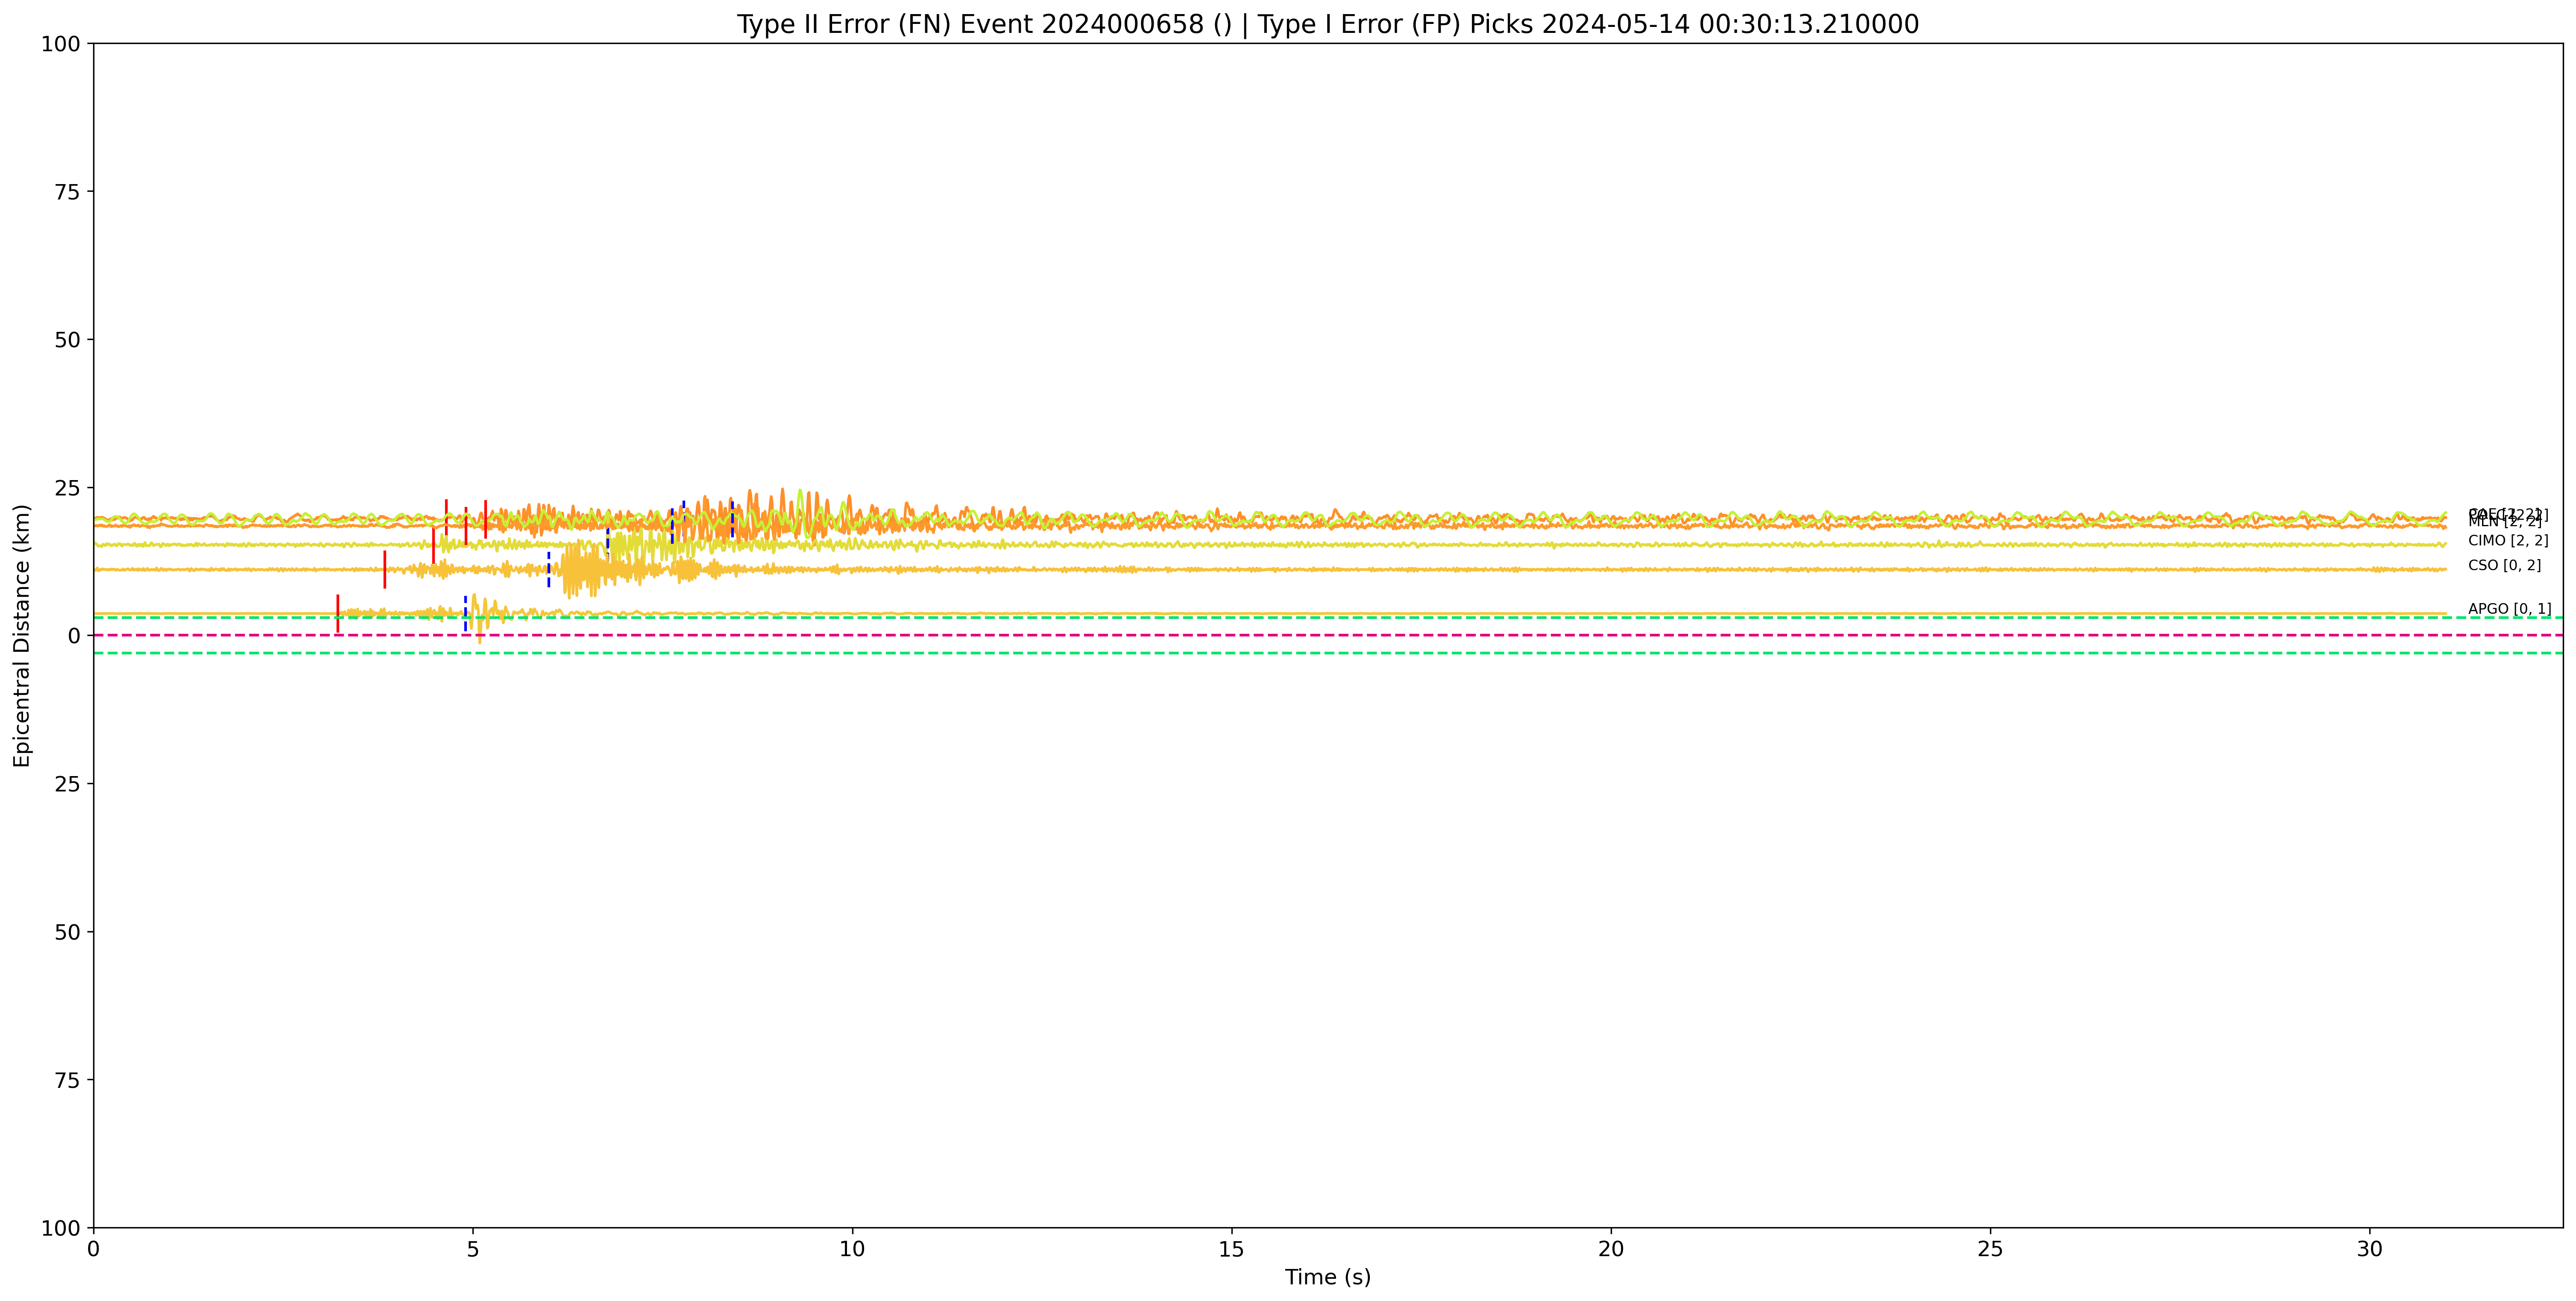 Type II Error (FN) Event 2024000658 () | Type I Error (FP) Picks 2024-05-14 00:30:13.210000
100
75
50
25
0
25
50
75
100
Epicentral Distance (km)
MLN [2, 2]
CIMO [2, 2]
CSO [0, 2]
APGO [0, 1]
0
5
10
15
20
25
30
Time (s)